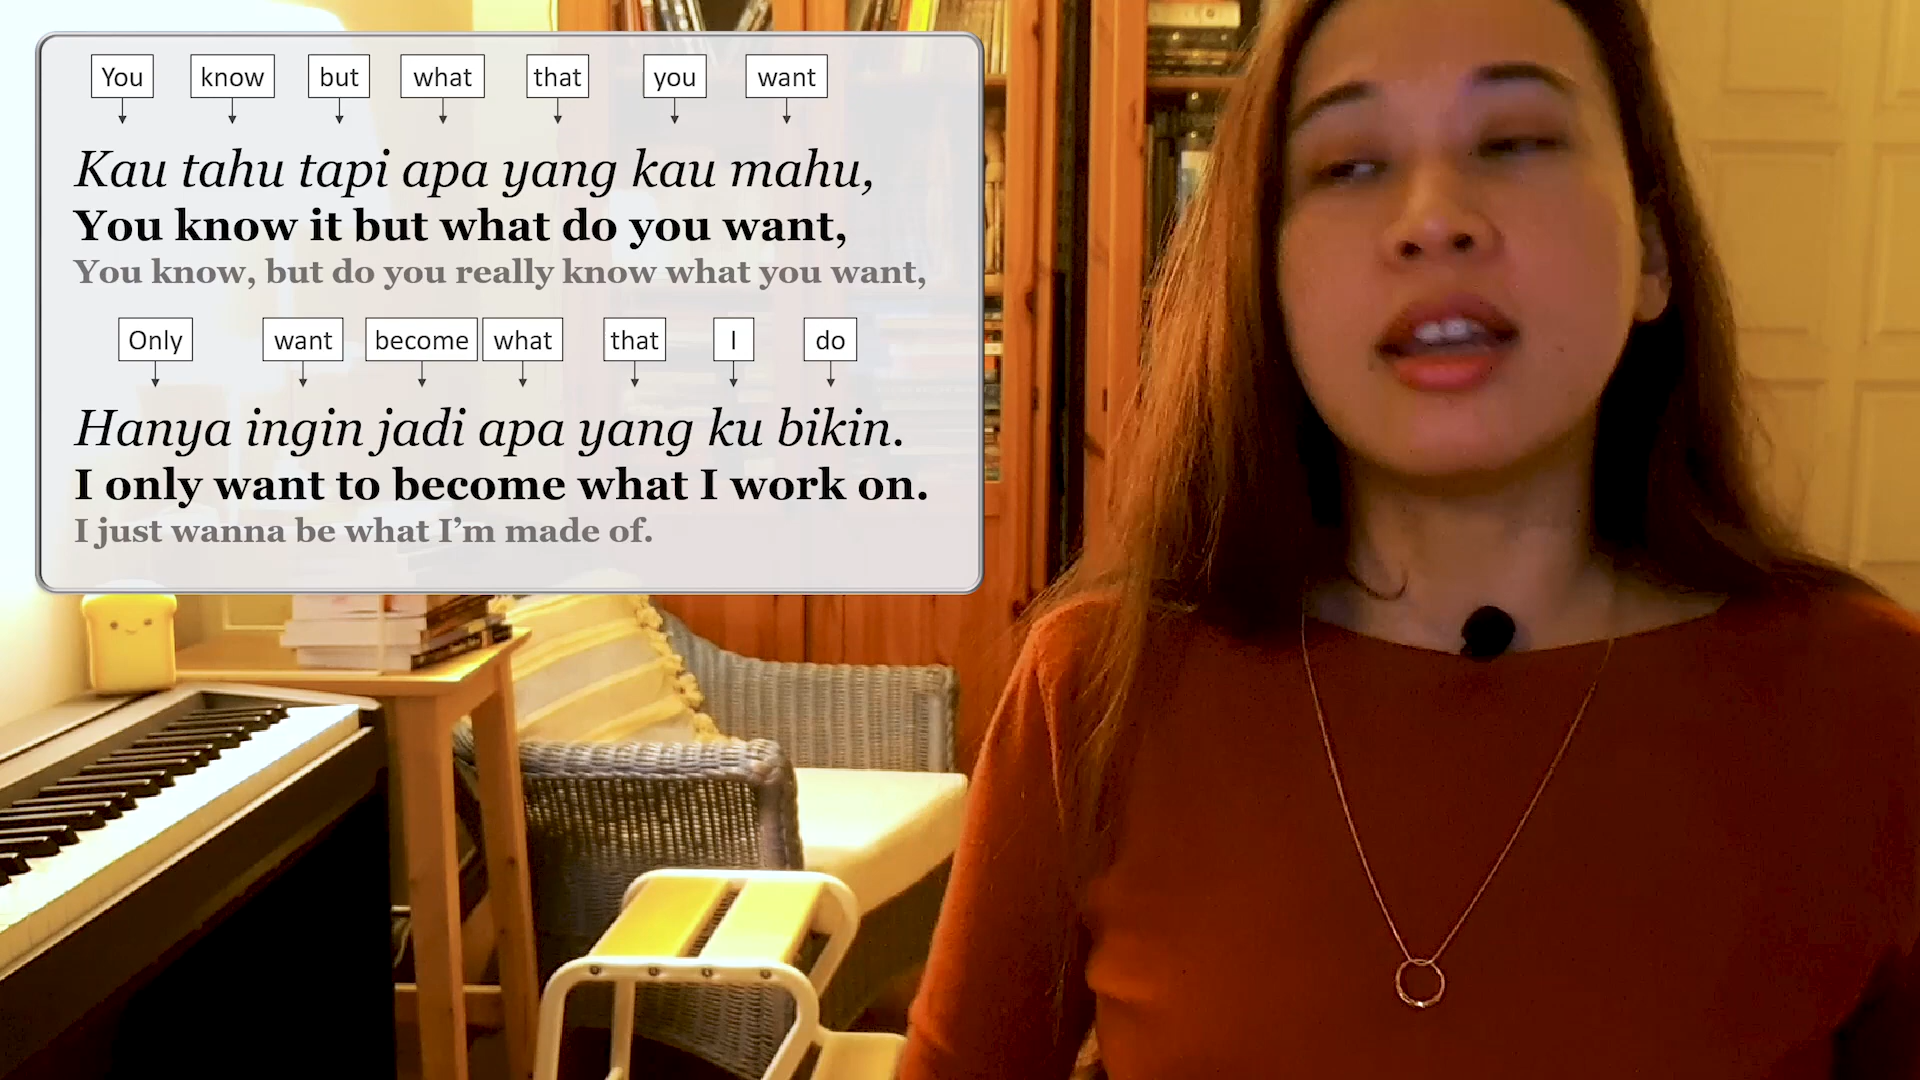 You know but what that you want
Kau tahu tapi apa yang kau mahu,
You know it but what do you want,
You know, but do you really know what you want,
Only want become what that I do
Hanya ingin jadi apa yang ku bikin.
I only want to become what I work on.
I just wanna be what I'm made of.